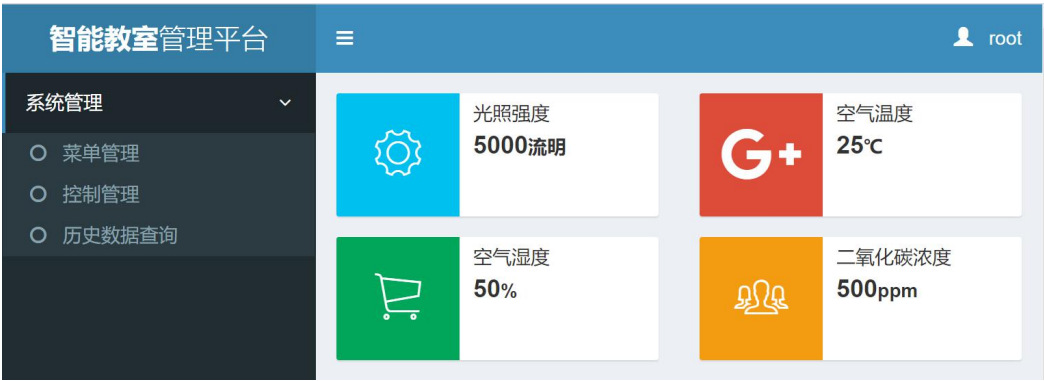 智能教室管理平台
root
系统管理
菜单管理
控制管理
历史数据查询
光照强度
5000流明
G+
空气温度
25℃
空气湿度
50%
二氧化碳浓度
500ppm